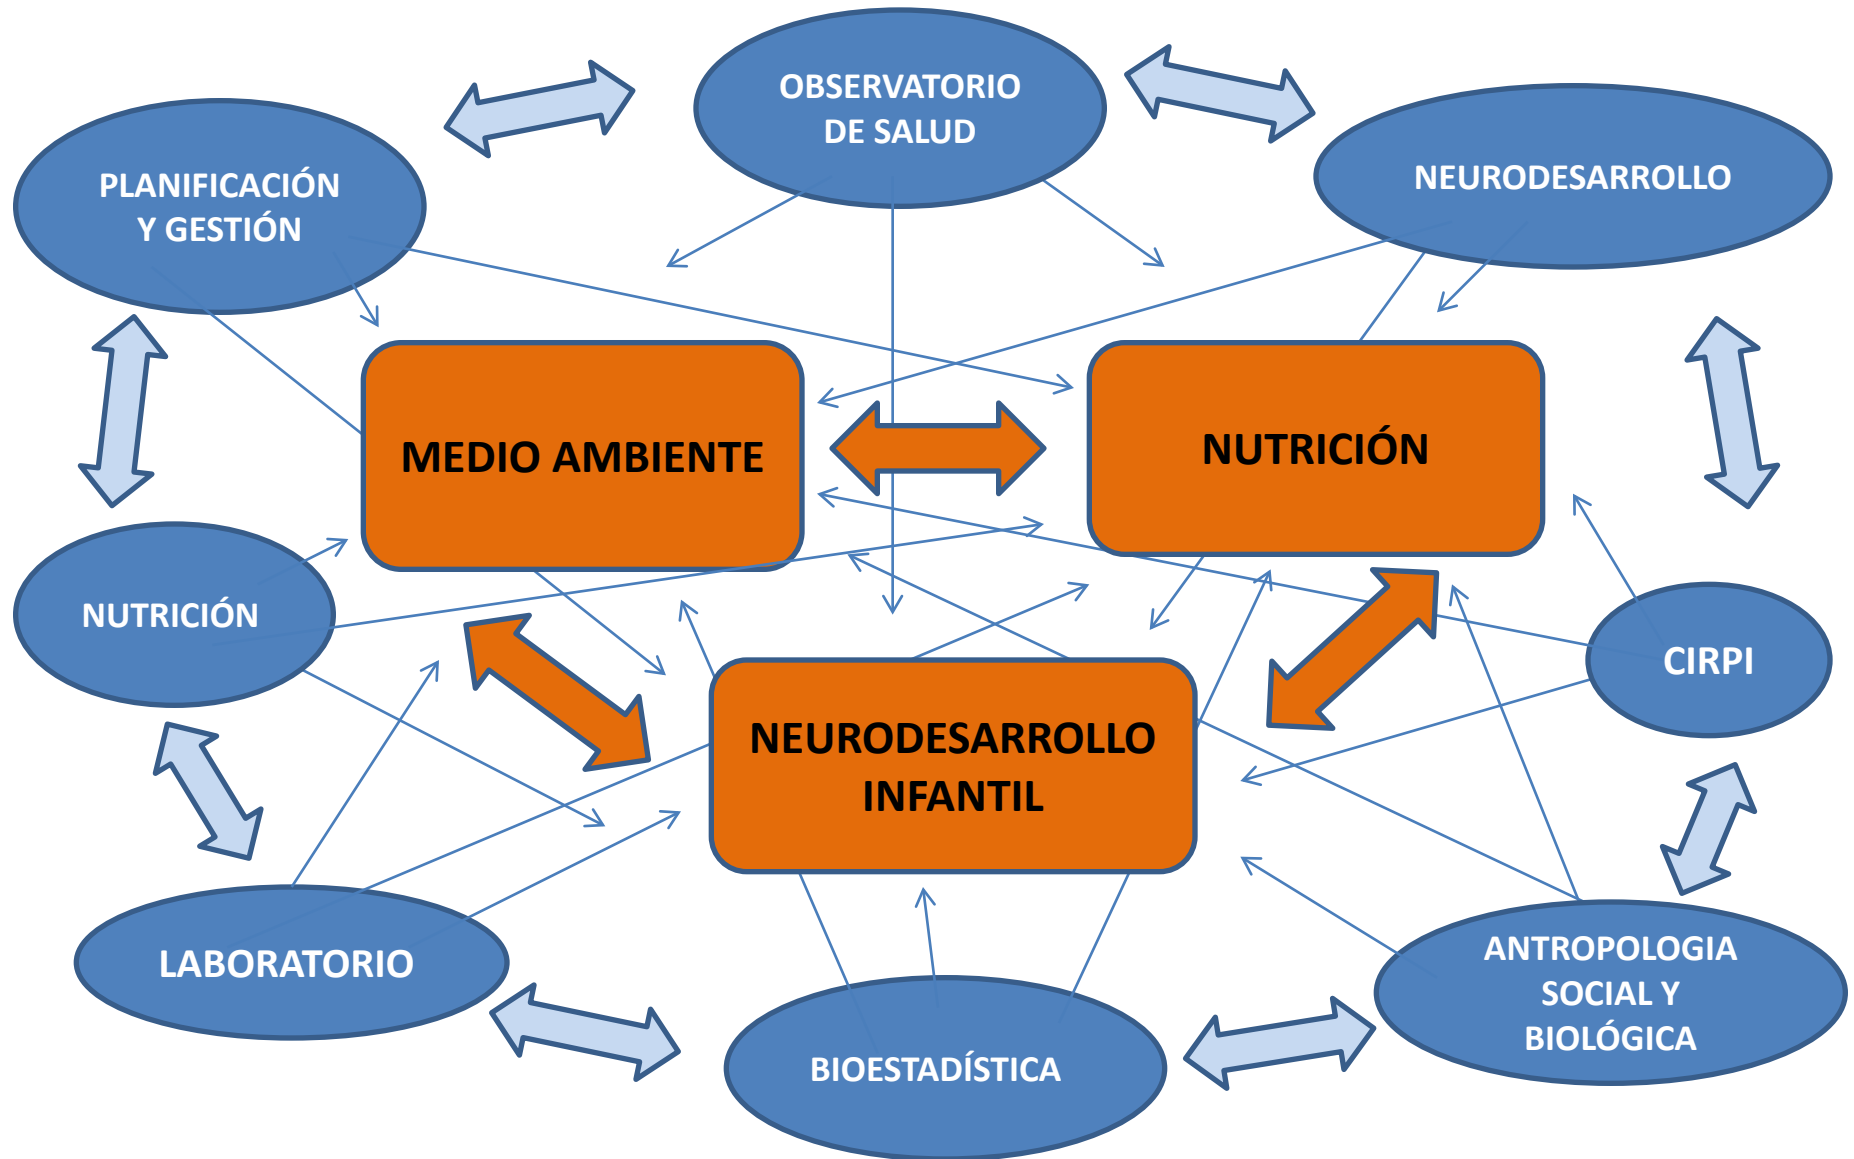 OBSERVATORIO
DE SALUD
NEURODESARROLLO
PLANIFICACIÓN
Y GESTIÓN
MEDIO AMBIENTE
NUTRICIÓN
NUTRICIÓN
CIRPI
NEURODESARROLLO
INFANTIL
LABORATORIO
ANTROPOLOGIA
SOCIAL Y
BIOLÓGICA
BIOESTADÍSTICA